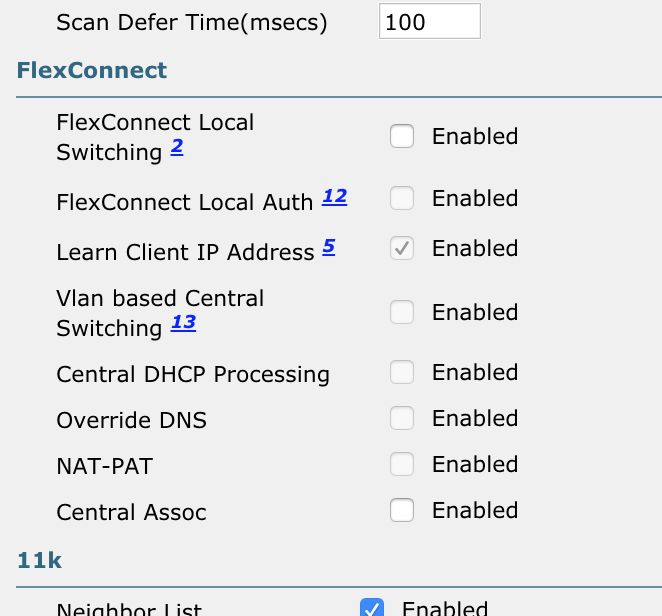 Scan Defer Time(msecs) 100
FlexConnect
FlexConnect Local
Switching 2 Enabled
FlexConnect Local Auth 12 Enabled
Learn Client IP Address 5 Enabled
Vlan based Central
Switching 13 Enabled
Central DHCP Processing Enabled
Override DNS Enabled
NAT-PAT Enabled
Central Assoc Enabled
11k
Neighbor List Enabled